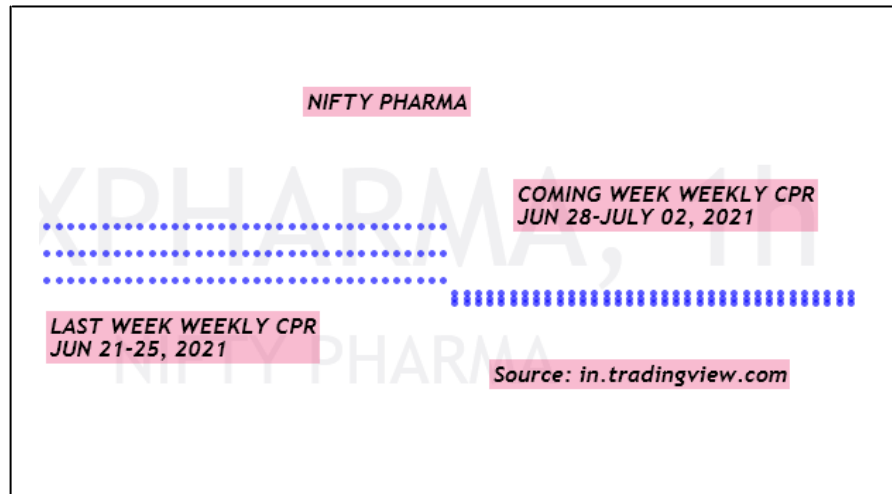 NIFTY PHARMA
XPHARMA, 1h
COMING WEEK WEEKLY CPR
JUN 28-JULY 02, 2021
LAST WEEK WEEKLY CPR
JUN 21-25, 2021
NIFTY PHARMA
Source: in.tradingview.com